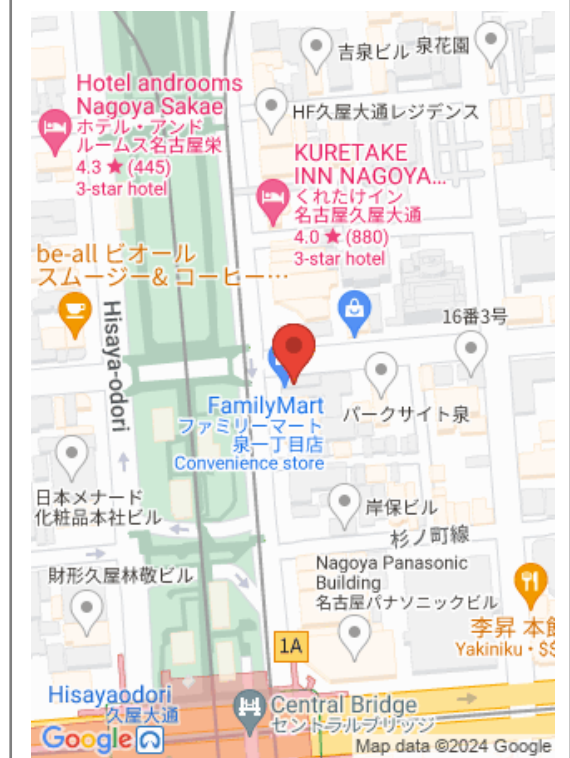 吉泉ビル
泉花園
Hotel androoms
Nagoya Sakae
ホテル・アンド
ルームス名古屋栄
4.3 ★ (445)
3-star hotel
HF久屋大通レジデンス
KURETAKE
INN NAGOYA...
くれたけイン
名古屋久屋大通
4.0 ★ (880)
3-star hotel
be-all ビオール
スムージー& コーヒー…
Hisaya-odori
16番3号
FamilyMart
ファミリーマート
泉一丁目店
Convenience store
パークサイト泉
日本メナード
化粧品本社ビル
岸保ビル
杉ノ町線
財形久屋林敬ビル
Nagoya Panasonic
Building
名古屋パナソニックビル
李昇 本館
Yakiniku • $$
1A
Hisayaodori
久屋大通
Central Bridge
セントラルブリッジ
Google
Map data ©2024 Google